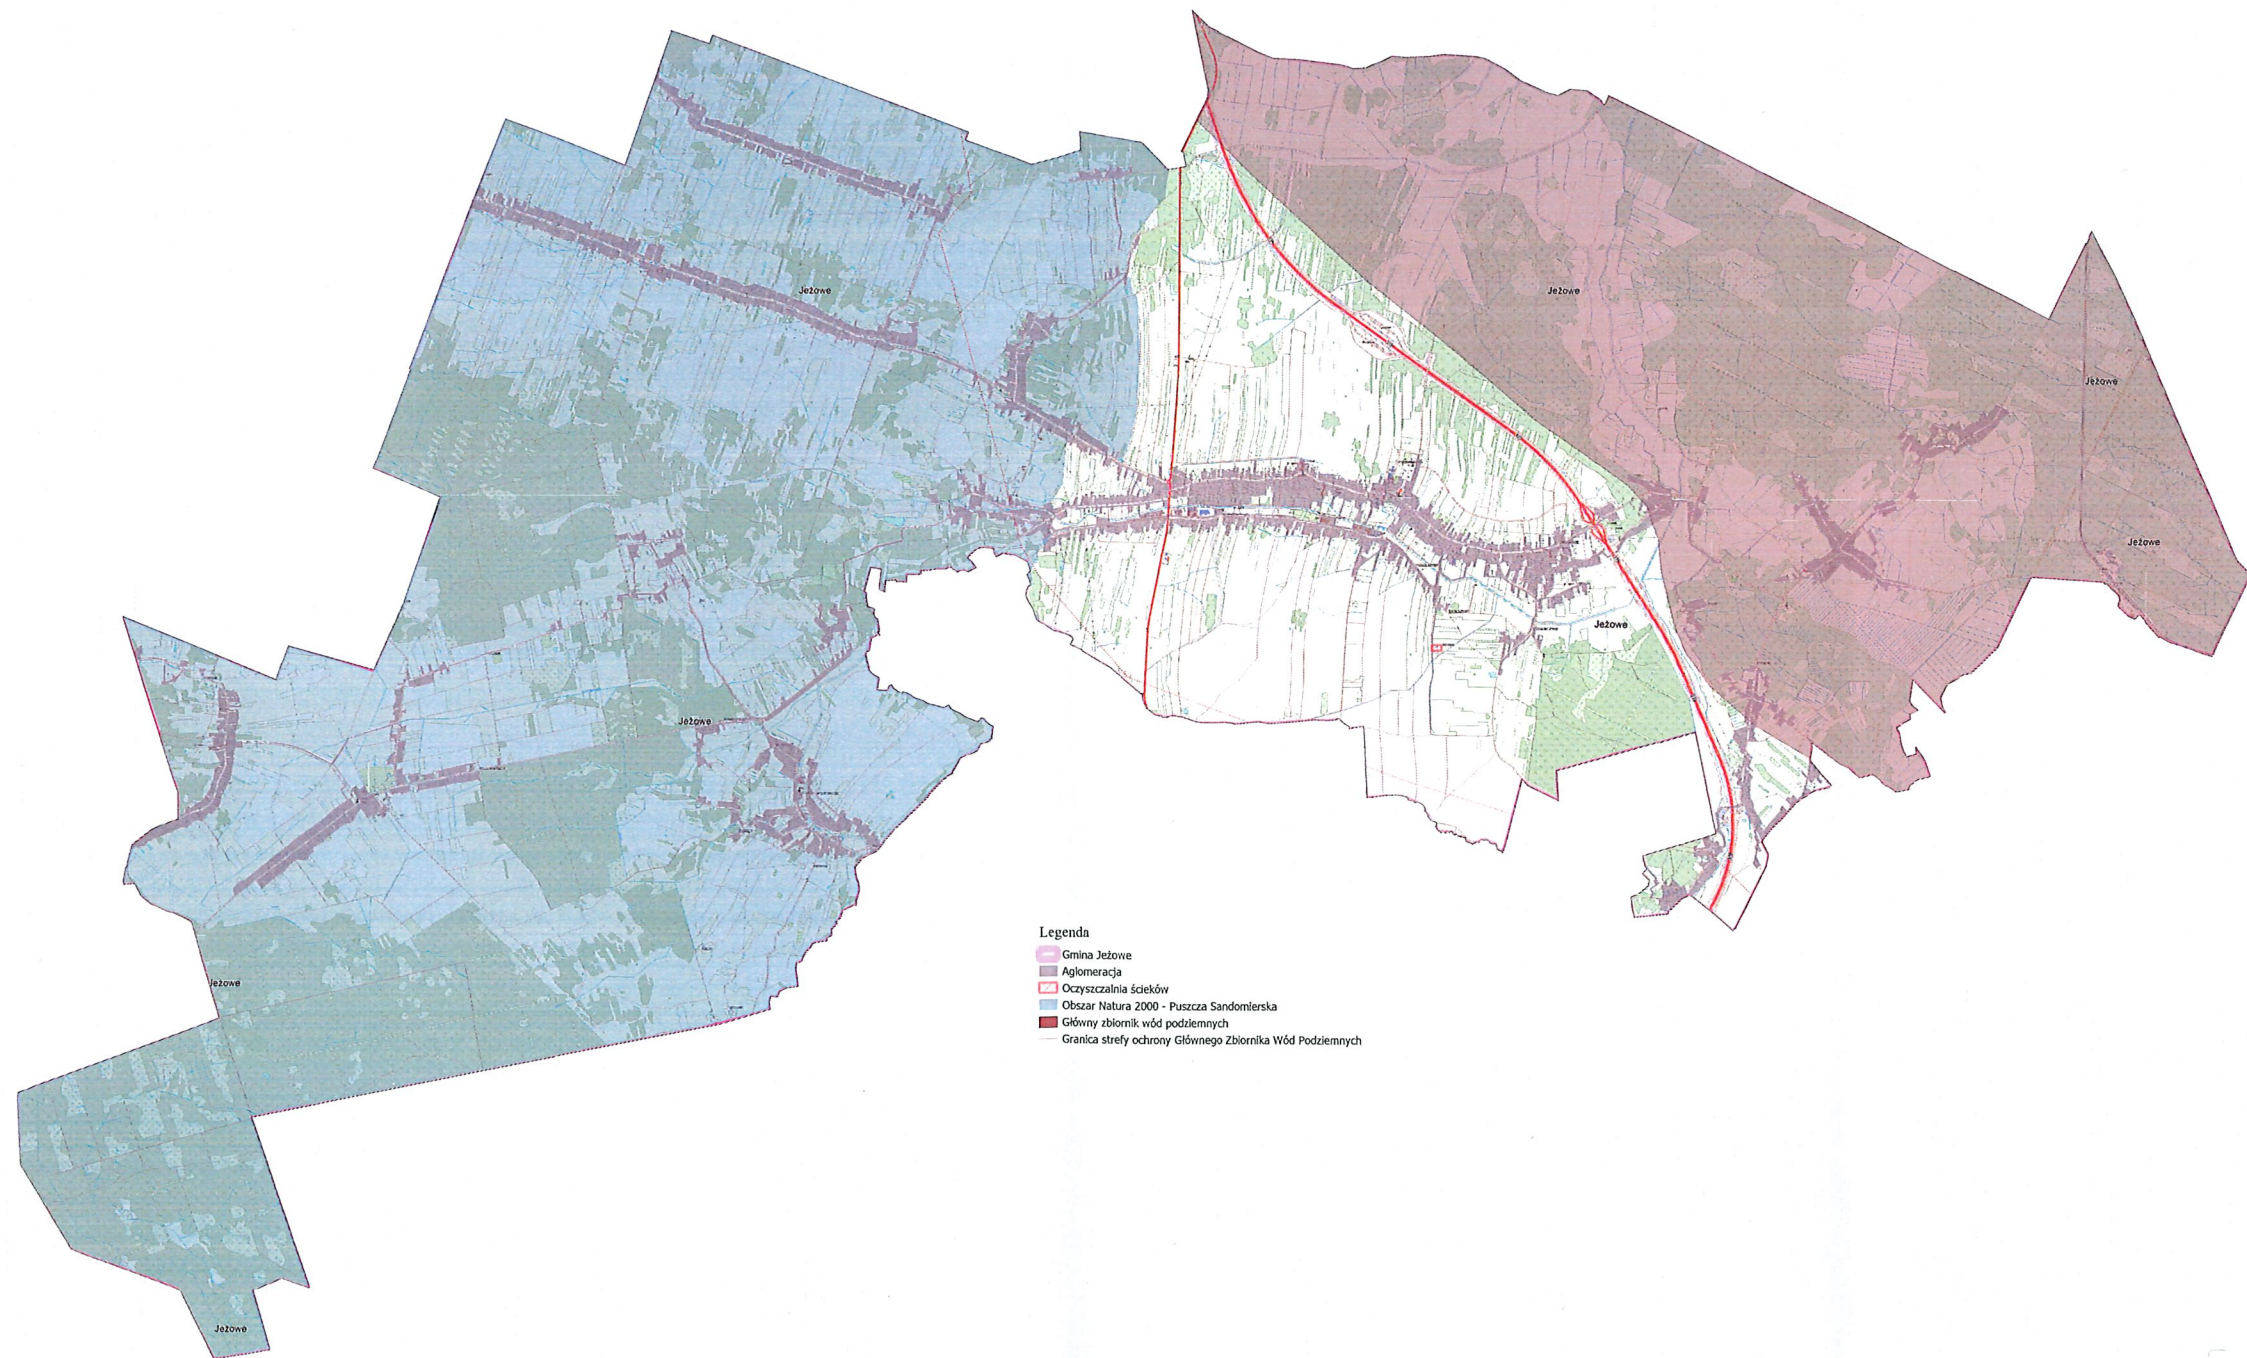 Jeżowe
Jeżowe
Jeżowe
Jeżowe
Jeżowe
Jeżowe
Jeżowe
Jeżowe
Legenda
Gmina Jeżowe
Aglomeracja
Oczyszczalnia ścieków
Obszar Natura 2000 - Puszcza Sandomierska
Główny zbiornik wód podziemnych
Granica strefy ochrony Głównego Zbiornika Wód Podziemnych